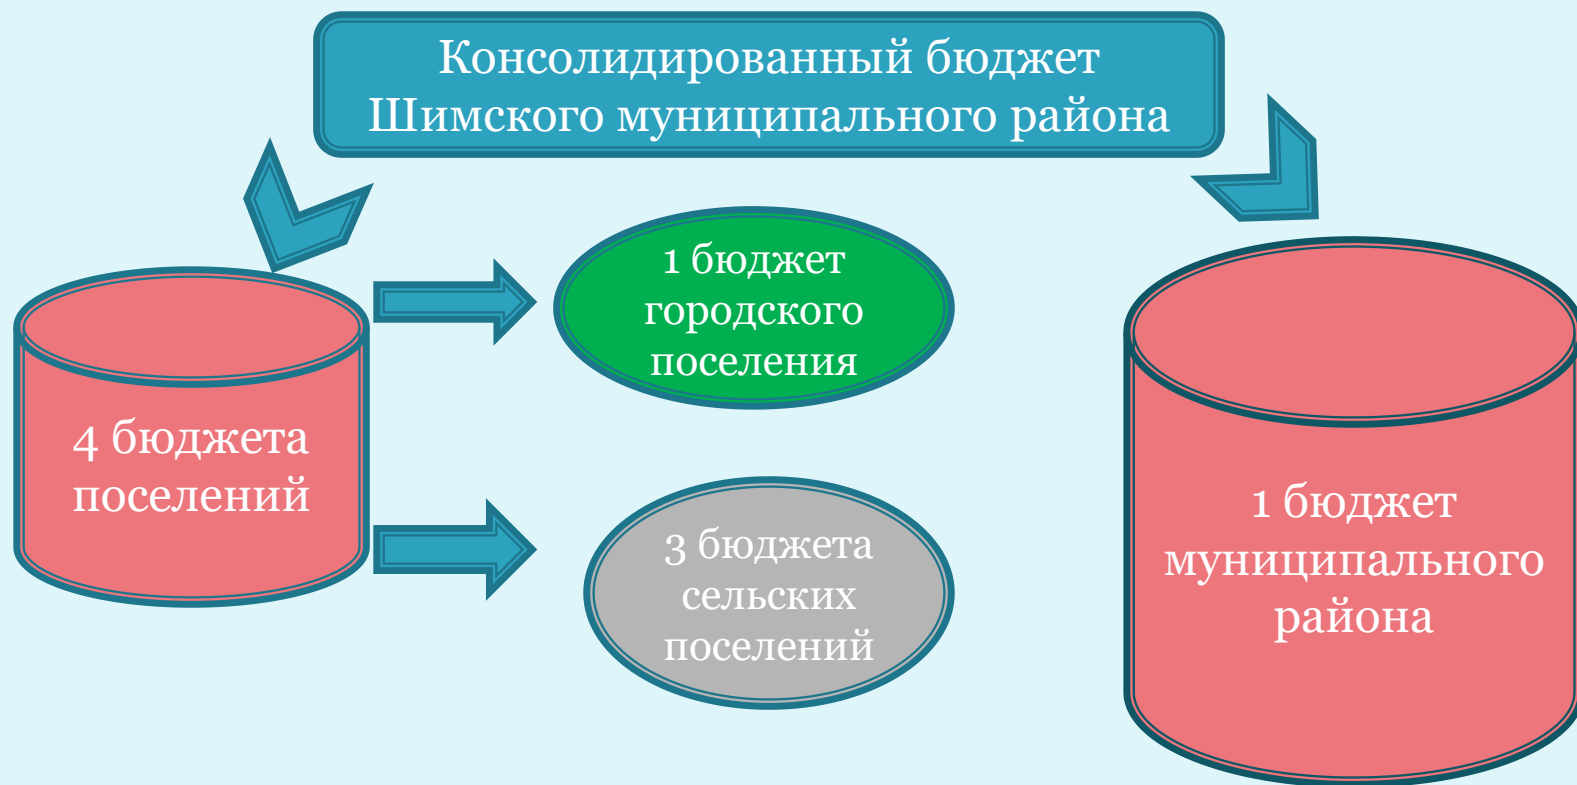 Консолидированный бюджет
Шимского муниципального района
1 бюджет
городского
поселения
4 бюджета
поселений
3 бюджета
сельских
поселений
1 бюджет
муниципального
района